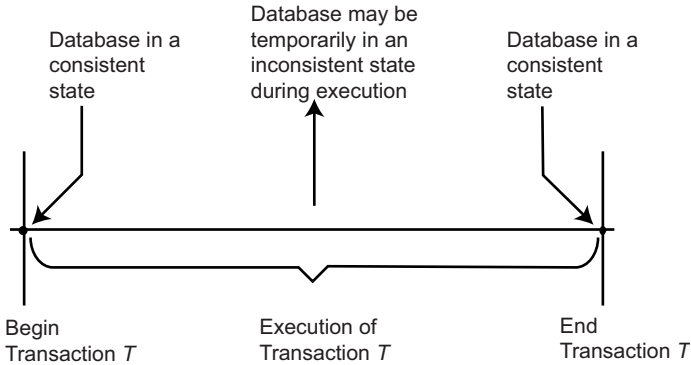 Database in a
consistent
state
Database may be
temporarily in an
inconsistent state
during execution
Database in a
consistent
state
Begin
Transaction T
Execution of
Transaction T
End
Transaction T